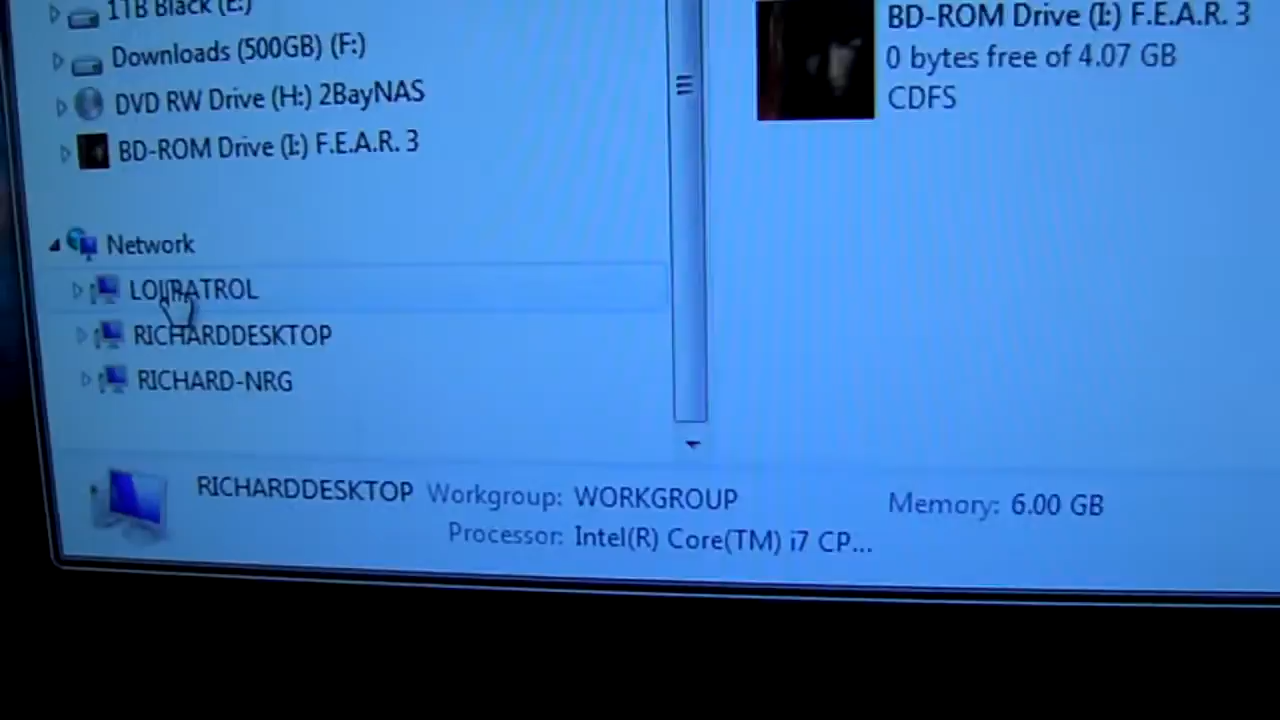 1TB Black (E:)
Downloads (500GB) (F:)
DVD RW Drive (H:) 2BayNAS
BD-ROM Drive (I:) F.E.A.R. 3
Network
RICHARDDESKTOP
RICHARD-NRG
BD-ROM Drive (I:) F.E.A.R. 3
0 bytes free of 4.07 GB
CDFS
RICHARDDESKTOP Workgroup: WORKGROUP Memory: 6.00 GB
Processor: Intel(R) Core(TM) i7 CP...